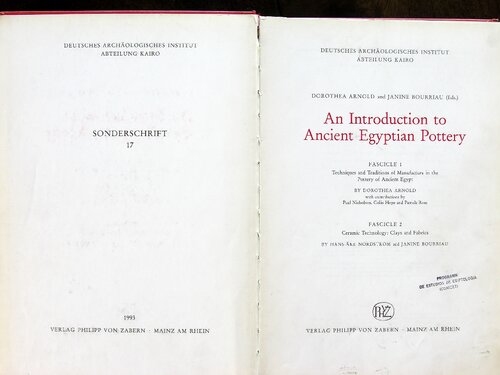 DEUTSCHES ARCHÄOLOGISCHES INSTITUT
ABTEILUNG KAIRO
SONDERSCHRIFT
17
1993
VERLAG PHILIPP VON ZABERN · MAINZ AM RHEIN
DEUTSCHES ARCHÄOLOGISCHES INSTITUT
ABTEILUNG KAIRO
DOROTHEA ARNOLD and JANINE BOURRIAU (Eds.)
An Introduction to
Ancient Egyptian Pottery
FASCICLE 1
Techniques and Traditions of Manufacture in the
Pottery of Ancient Egypt
BY DOROTHEA ARNOLD
with contributions by
Paul Nicholson, Colin Hope and Pamela Rose
FASCICLE 2
Ceramic Technology: Clays and Fabrics
BY HANS-ÅKE NORDSTRÖM and JANINE BOURRIAU
PROGRAMA
DE ESTUDIOS DE EGIPTOLOGIA
(CONICET)
PvZ
VERLAG PHILIPP VON ZABERN · MAINZ AM RHEIN